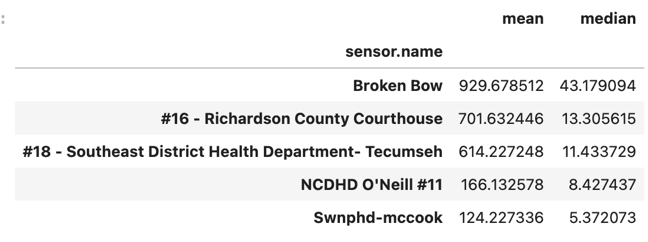 :
mean median
sensor.name
Broken Bow 929.678512 43.179094
#16 - Richardson County Courthouse 701.632446 13.305615
#18 - Southeast District Health Department- Tecumseh 614.227248 11.433729
NCDHD O'Neill #11 166.132578 8.427437
Swnphd-mccook 124.227336 5.372073